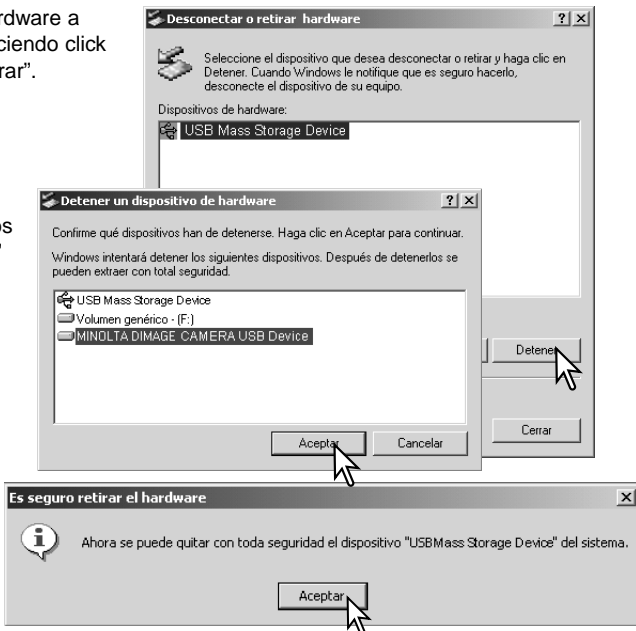 rdware a
ciendo click
rar”.
os
”
Desconectar o retirar hardware
Seleccione el dispositivo que desea desconectar o retirar y haga clic en
Detener. Cuando Windows le notifique que es seguro hacerlo,
desconecte el dispositivo de su equipo.
Dispositivos de hardware:
USB Mass Storage Device
Detener
Cerrar
Detener un dispositivo de hardware
Confirme qué dispositivos han de detenerse. Haga clic en Aceptar para continuar.
Windows intentará detener los siguientes dispositivos. Después de detenerlos se
pueden extraer con total seguridad.
USB Mass Storage Device
Volumen genérico - (F:)
MINOLTA DIMAGE CAMERA USB Device
Aceptar Cancelar
Es seguro retirar el hardware
Ahora se puede quitar con toda seguridad el dispositivo "USBMass Storage Device" del sistema.
Aceptar